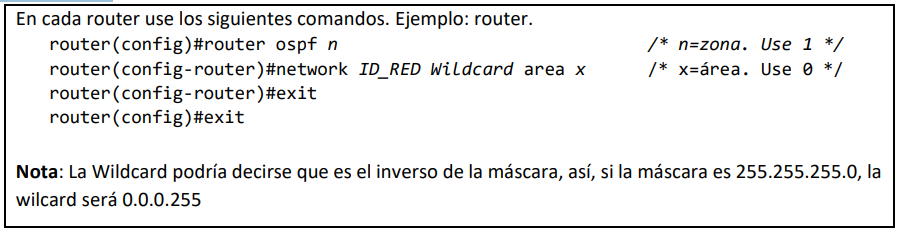 En cada router use los siguientes comandos. Ejemplo: router.
router(config)#router ospf n /* n=zona. Use 1 */
router(config-router)#network ID_RED Wildcard area x /* x=área. Use 0 */
router(config-router)#exit
router(config)#exit
Nota: La Wildcard podría decirse que es el inverso de la máscara, así, si la máscara es 255.255.255.0, la
wilcard será 0.0.0.255